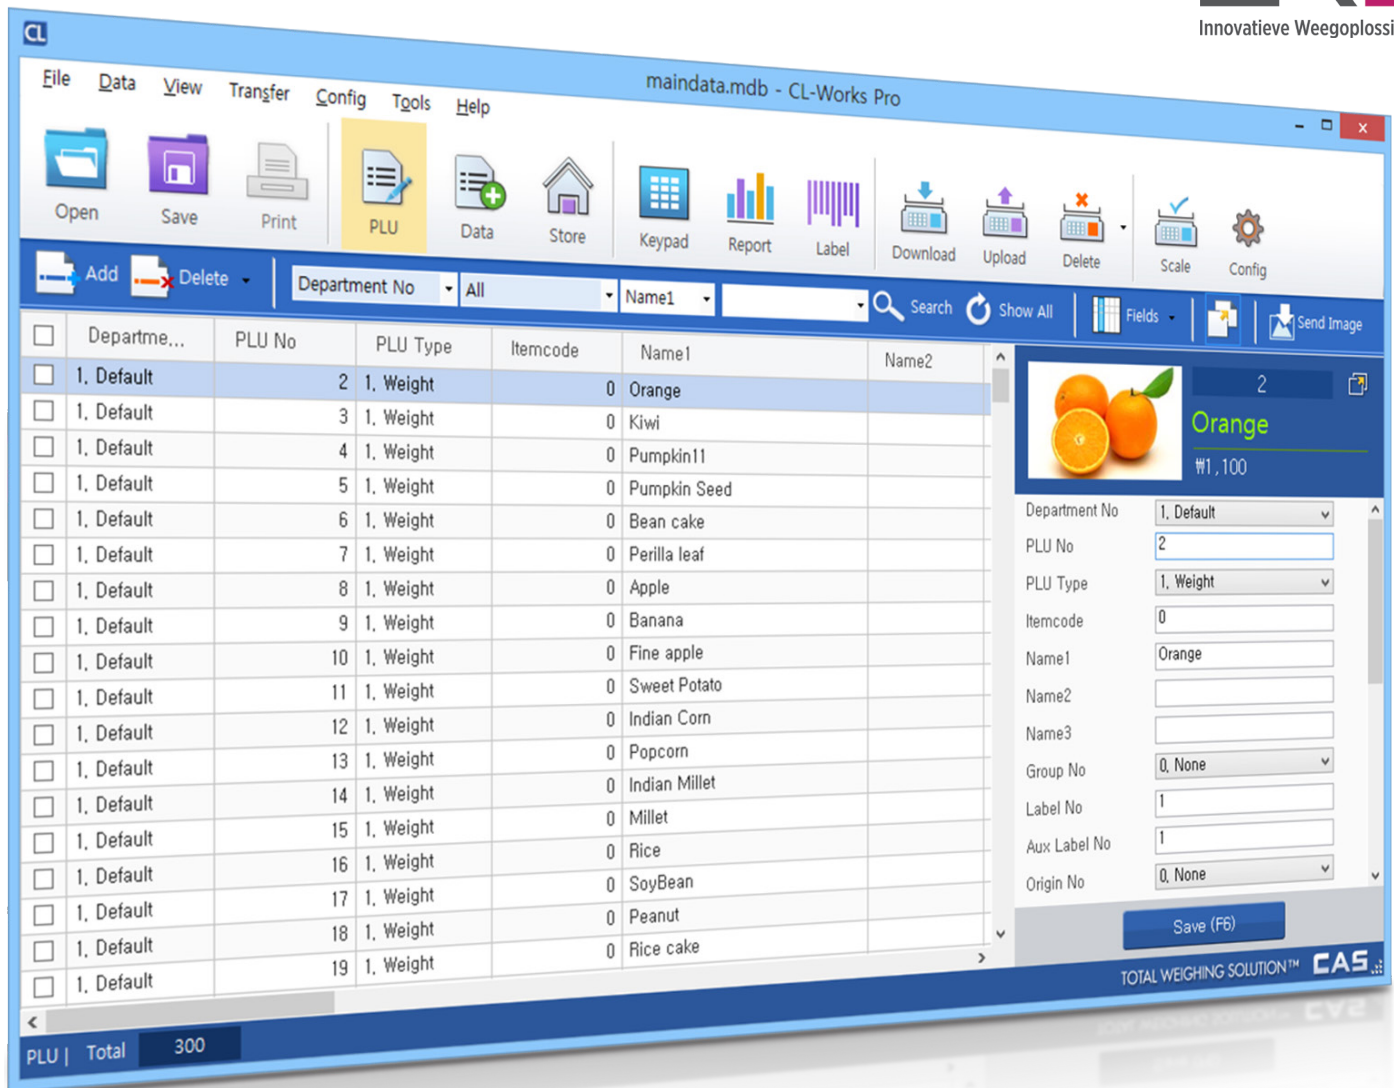 Innovatieve Weegoplossi
CL
maindata.mdb - CL-Works Pro
File Data View Transfer Config Tools Help
Open Save Print PLU Data Store Keypad Report Label Download Upload Delete Scale Config
Add Delete Department No All Name1 Search Show All Fields Send Image
Departme... PLU No PLU Type Itemcode Name1 Name2
1, Default 2 1, Weight 0 Orange
1, Default 3 1, Weight 0 Kiwi
1, Default 4 1, Weight 0 Pumpkin11
1, Default 5 1, Weight 0 Pumpkin Seed
1, Default 6 1, Weight 0 Bean cake
1, Default 7 1, Weight 0 Perilla leaf
1, Default 8 1, Weight 0 Apple
1, Default 9 1, Weight 0 Banana
1, Default 10 1, Weight 0 Fine apple
1, Default 11 1, Weight 0 Sweet Potato
1, Default 12 1, Weight 0 Indian Corn
1, Default 13 1, Weight 0 Popcorn
1, Default 14 1, Weight 0 Indian Millet
1, Default 15 1, Weight 0 Millet
1, Default 16 1, Weight 0 Rice
1, Default 17 1, Weight 0 SoyBean
1, Default 18 1, Weight 0 Peanut
1, Default 19 1, Weight 0 Rice cake
2
Orange
₩1,100
Department No 1, Default
PLU No 2
PLU Type 1, Weight
Itemcode 0
Name1 Orange
Name2
Name3
Group No 0, None
Label No 1
Aux Label No 1
Origin No 0, None
Save (F6)
TOTAL WEIGHING SOLUTION™ CAS
PLU | Total 300